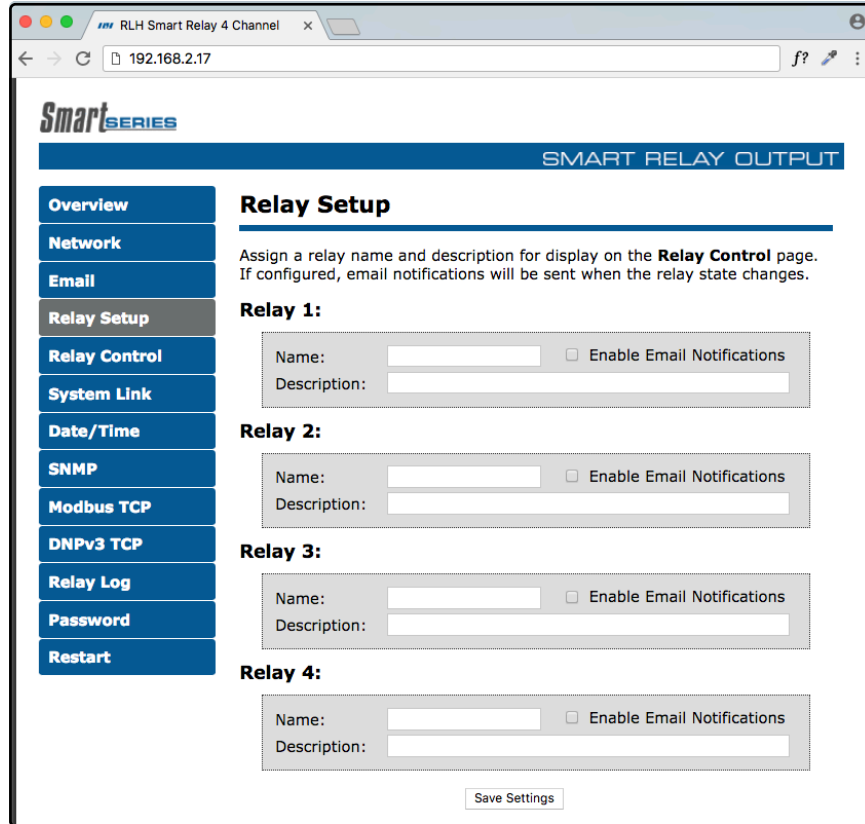 RLH Smart Relay 4 Channel
192.168.2.17
f?
Smart SERIES
SMART RELAY OUTPUT
Overview
Network
Email
Relay Setup
Relay Control
System Link
Date/Time
SNMP
Modbus TCP
DNPv3 TCP
Relay Log
Password
Restart
Relay Setup
Assign a relay name and description for display on the Relay Control page.
If configured, email notifications will be sent when the relay state changes.
Relay 1:
Name: Enable Email Notifications
Description:
Relay 2:
Name: Enable Email Notifications
Description:
Relay 3:
Name: Enable Email Notifications
Description:
Relay 4:
Name: Enable Email Notifications
Description:
Save Settings